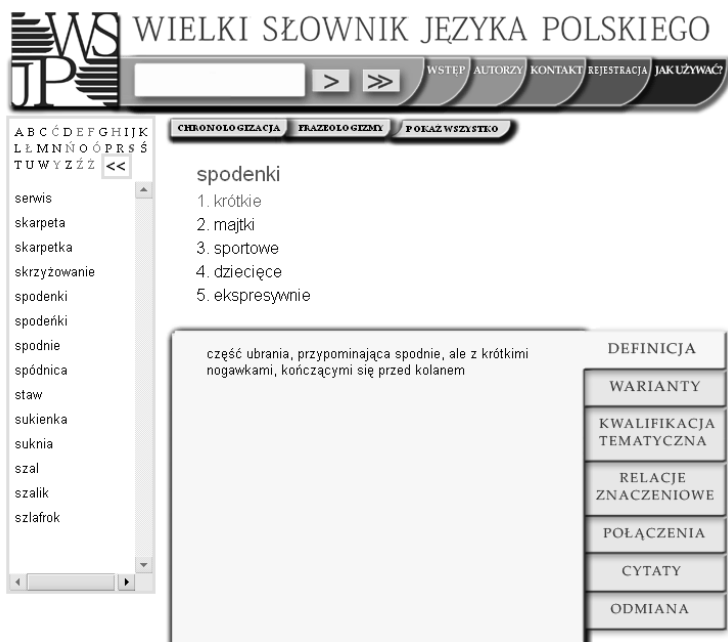 WSJP
WIELKI SŁOWNIK JĘZYKA POLSKIEGO
> >> WSTĘP AUTORZY KONTAKT REJESTRACJA JAK UŻYWAĆ?
A B C Ć D E F G H I J K
L Ł M N Ń O Ó P R S Ś
T U W Y Z Ź Ż <<
serwis
skarpeta
skarpetka
skrzyżowanie
spodenki
spodeńki
spodnie
spódnica
staw
sukienka
suknia
szal
szalik
szlafrok
CHRONOLOGIZACJA FRAZEOLOGIZMY POKAŻ WSZYSTKO
spodenki
1. krótkie
2. majtki
3. sportowe
4. dziecięce
5. ekspresywnie
część ubrania, przypominająca spodnie, ale z krótkimi
nogawkami, kończącymi się przed kolanem
DEFINICJA
WARIANTY
KWALIFIKACJA
TEMATYCZNA
RELACJE
ZNACZENIOWE
POŁĄCZENIA
CYTATY
ODMIANA